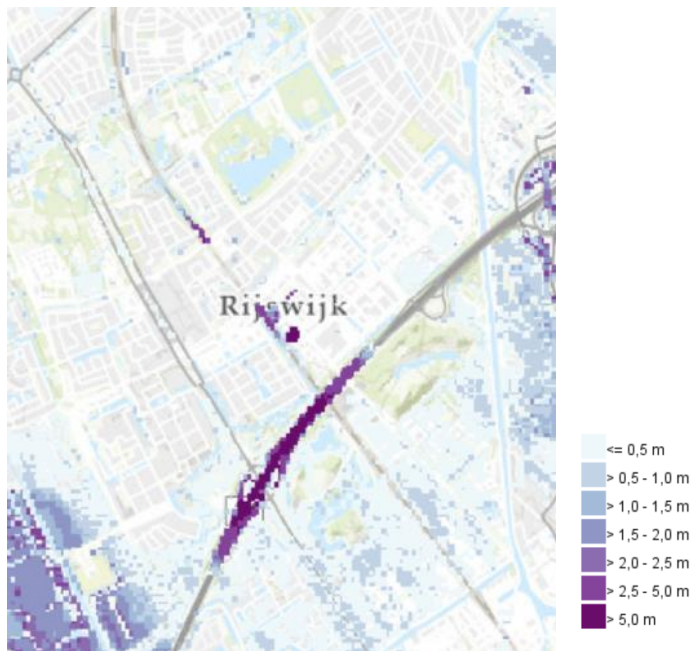 Rijswijk
<= 0,5 m
> 0,5 - 1,0 m
> 1,0 - 1,5 m
> 1,5 - 2,0 m
> 2,0 - 2,5 m
> 2,5 - 5,0 m
> 5,0 m